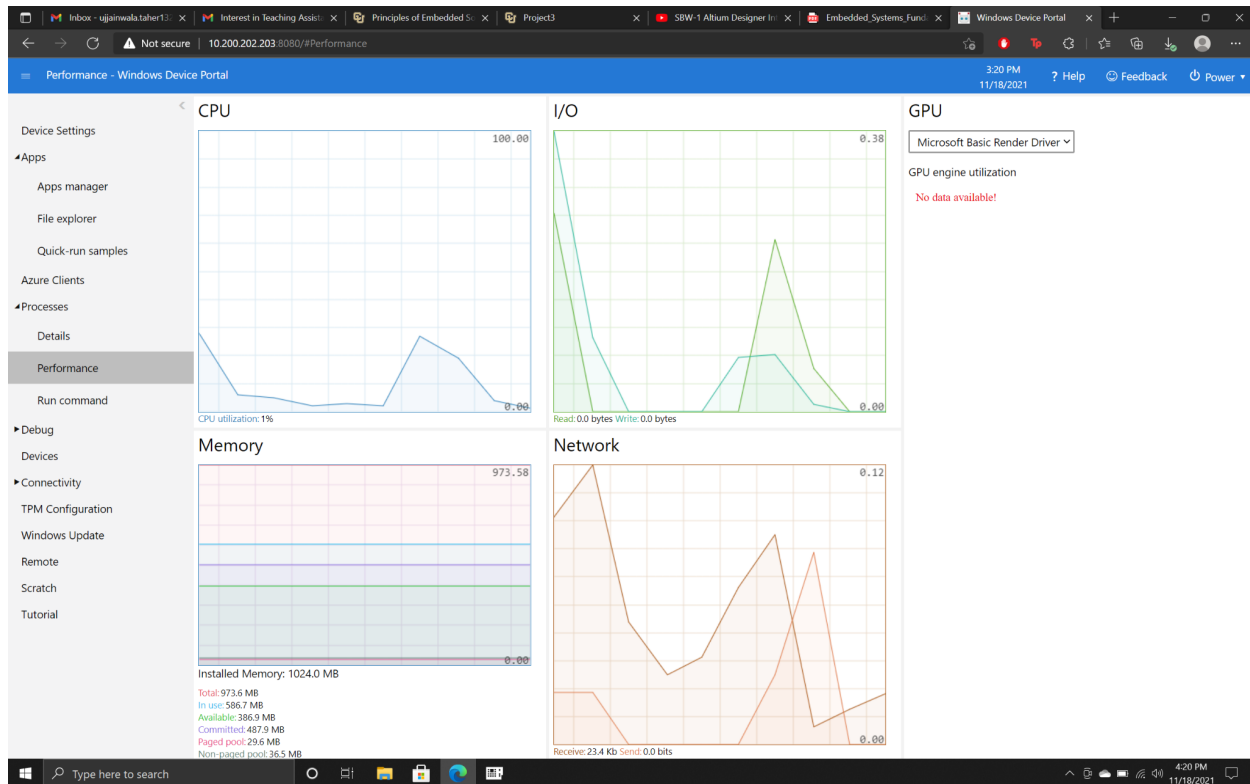 Inbox - ujjainwala.taher13
Interest in Teaching Assista
Principles of Embedded So
Project3
SBW-1 Altium Designer Int
Embedded_Systems_Funda
Windows Device Portal
Not secure | 10.200.202.203:8080/#Performance
Performance - Windows Device Portal
3:20 PM
11/18/2021
? Help
Feedback
Power
Device Settings
Apps
Apps manager
File explorer
Quick-run samples
Azure Clients
Processes
Details
Performance
Run command
Debug
Devices
Connectivity
TPM Configuration
Windows Update
Remote
Scratch
Tutorial
CPU
100.00
0.00
CPU utilization: 1%
I/O
0.38
0.00
Read: 0.0 bytes Write: 0.0 bytes
GPU
Microsoft Basic Render Driver
GPU engine utilization
No data available!
Memory
973.58
0.00
Installed Memory: 1024.0 MB
Total: 973.6 MB
In use: 586.7 MB
Available: 386.9 MB
Committed: 487.9 MB
Paged pool: 29.6 MB
Non-paged pool: 36.5 MB
Network
0.12
0.00
Receive: 23.4 Kb Send: 0.0 bits
Type here to search
4:20 PM
11/18/2021